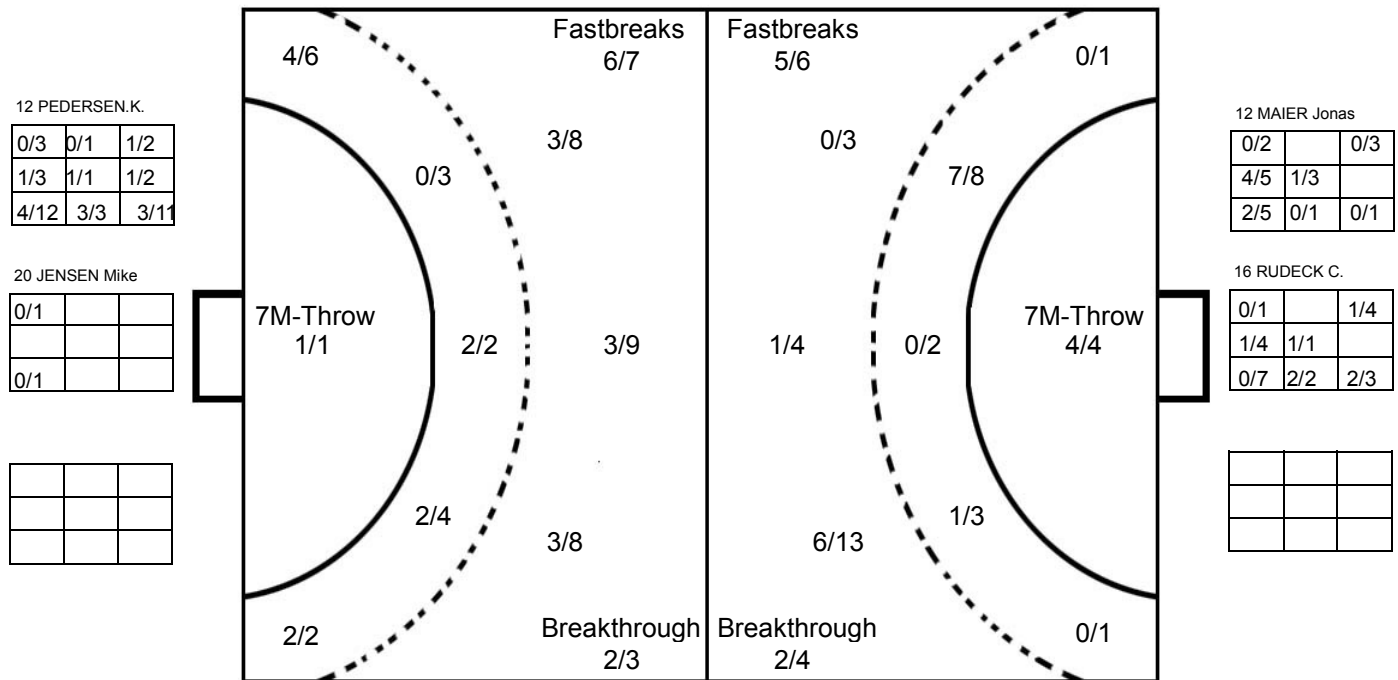 Fastbreaks Fastbreaks
4/6 6/7 5/6 0/1
12 PEDERSEN.K. 12 MAIER Jonas
0/3 0/1 1/2 3/8 0/3 0/2 0/3
1/3 1/1 1/2 0/3 7/8 4/5 1/3
4/12 3/3 3/11 2/5 0/1 0/1
20 JENSEN Mike 16 RUDECK C.
0/1 0/1 1/4
7M-Throw 7M-Throw
1/1 2/2 3/9 1/4 0/2 4/4 1/4 1/1
0/1 0/7 2/2 2/3
2/4 1/3
3/8 6/13
Breakthrough Breakthrough
2/2 0/1
2/3 2/4